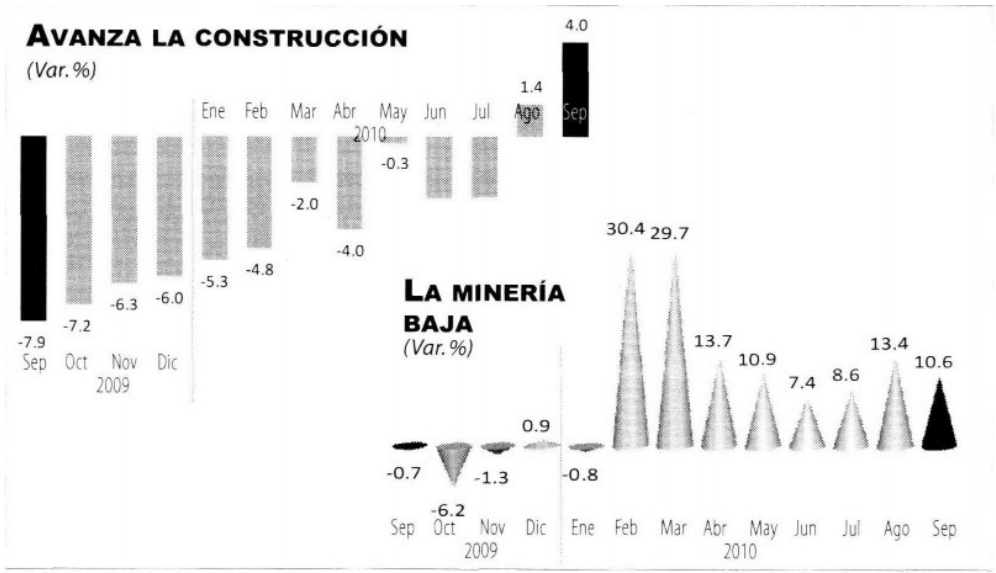 AVANZA LA CONSTRUCCIÓN
(Var. %)
4.0
1.4
Ene Feb Mar Abr May Jun Jul Ago Sep
2010
-0.3
-2.0
-4.0
-5.3 -4.8
-7.9 -7.2 -6.3 -6.0
Sep Oct Nov Dic
2009
LA MINERÍA
BAJA
(Var. %)
30.4 29.7
13.7 10.9 7.4 8.6 13.4 10.6
0.9
-0.7 -6.2 -1.3 -0.8
Sep Oct Nov Dic Ene Feb Mar Abr May Jun Jul Ago Sep
2009 2010